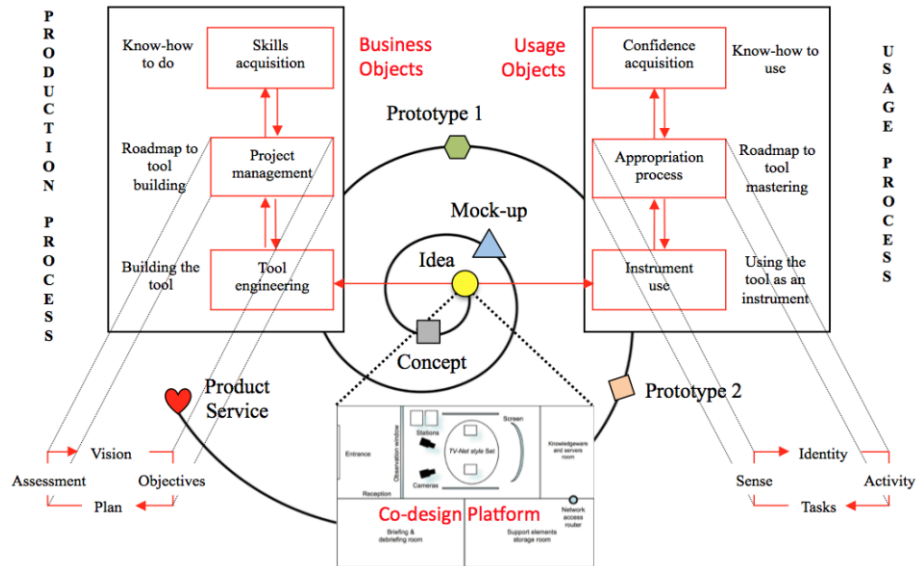 PRODUCTION PROCESS
Know-how
to do
Skills
acquisition
Roadmap to
tool
building
Project
management
Building the
tool
Tool
engineering
Business
Objects
Usage
Objects
Prototype 1
Mock-up
Idea
Concept
Prototype 2
Product
Service
Confidence
acquisition
Know-how to
use
Appropriation
process
Roadmap to
tool
mastering
Instrument
use
Using the
tool as an
instrument
USAGE PROCESS
Vision
Assessment
Objectives
Plan
Identity
Sense
Activity
Tasks
Entrance
Reception
Observation window
Stations
Cameras
TV-Net style Set
Screen
Knowledgeware
and servers
room
Network
access
router
Co-design Platform
Briefing &
debriefing room
Support elements
storage room